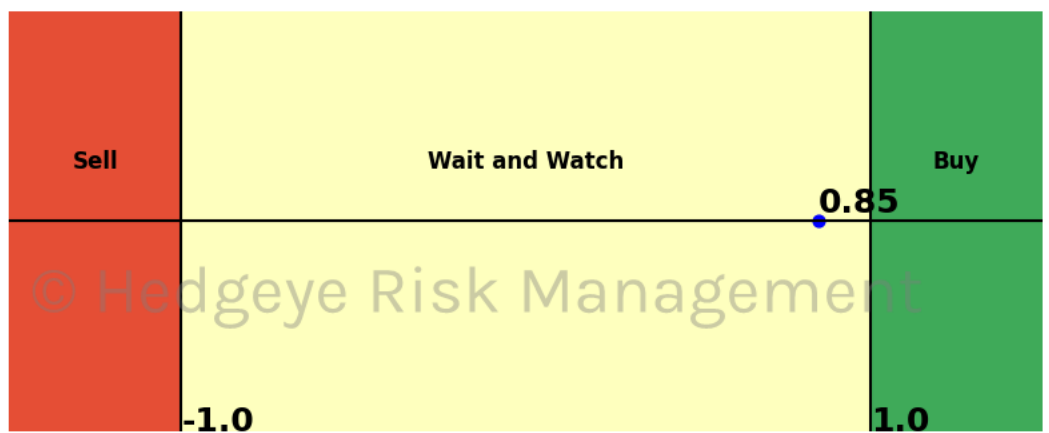 Sell
Wait and Watch
Buy
0.85
© Hedgeye Risk Management
-1.0
1.0